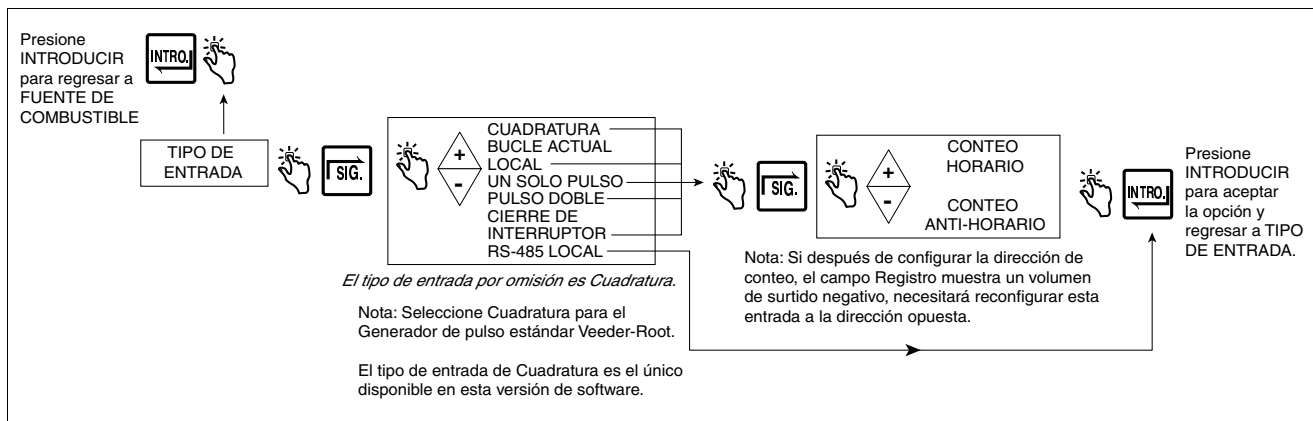 Presione
INTRODUCIR
para regresar a
FUENTE DE
COMBUSTIBLE
INTRO.
TIPO DE
ENTRADA
SIG.
+
-
CUADRATURA
BUCLE ACTUAL
LOCAL
UN SOLO PULSO
PULSO DOBLE
CIERRE DE
INTERRUPTOR
RS-485 LOCAL
El tipo de entrada por omisión es Cuadratura.
Nota: Seleccione Cuadratura para el
Generador de pulso estándar Veeder-Root.
El tipo de entrada de Cuadratura es el único
disponible en esta versión de software.
SIG.
+
-
CONTEO
HORARIO
CONTEO
ANTI-HORARIO
Nota: Si después de configurar la dirección de
conteo, el campo Registro muestra un volumen
de surtido negativo, necesitará reconfigurar esta
entrada a la dirección opuesta.
INTRO.
Presione
INTRODUCIR
para aceptar
la opción y
regresar a TIPO
DE ENTRADA.